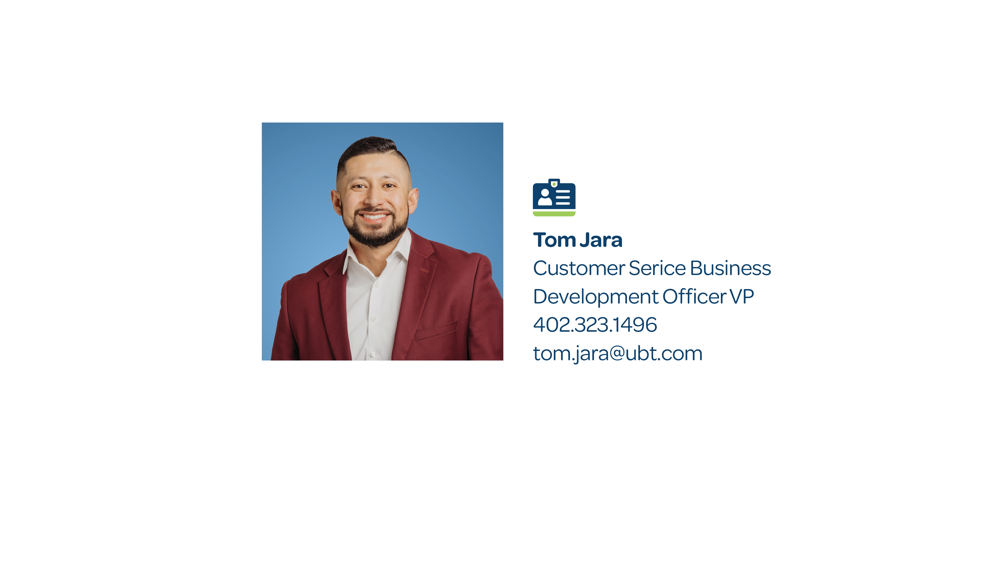 Tom Jara
Customer Serice Business
Development Officer VP
402.323.1496
tom.jara@ubt.com